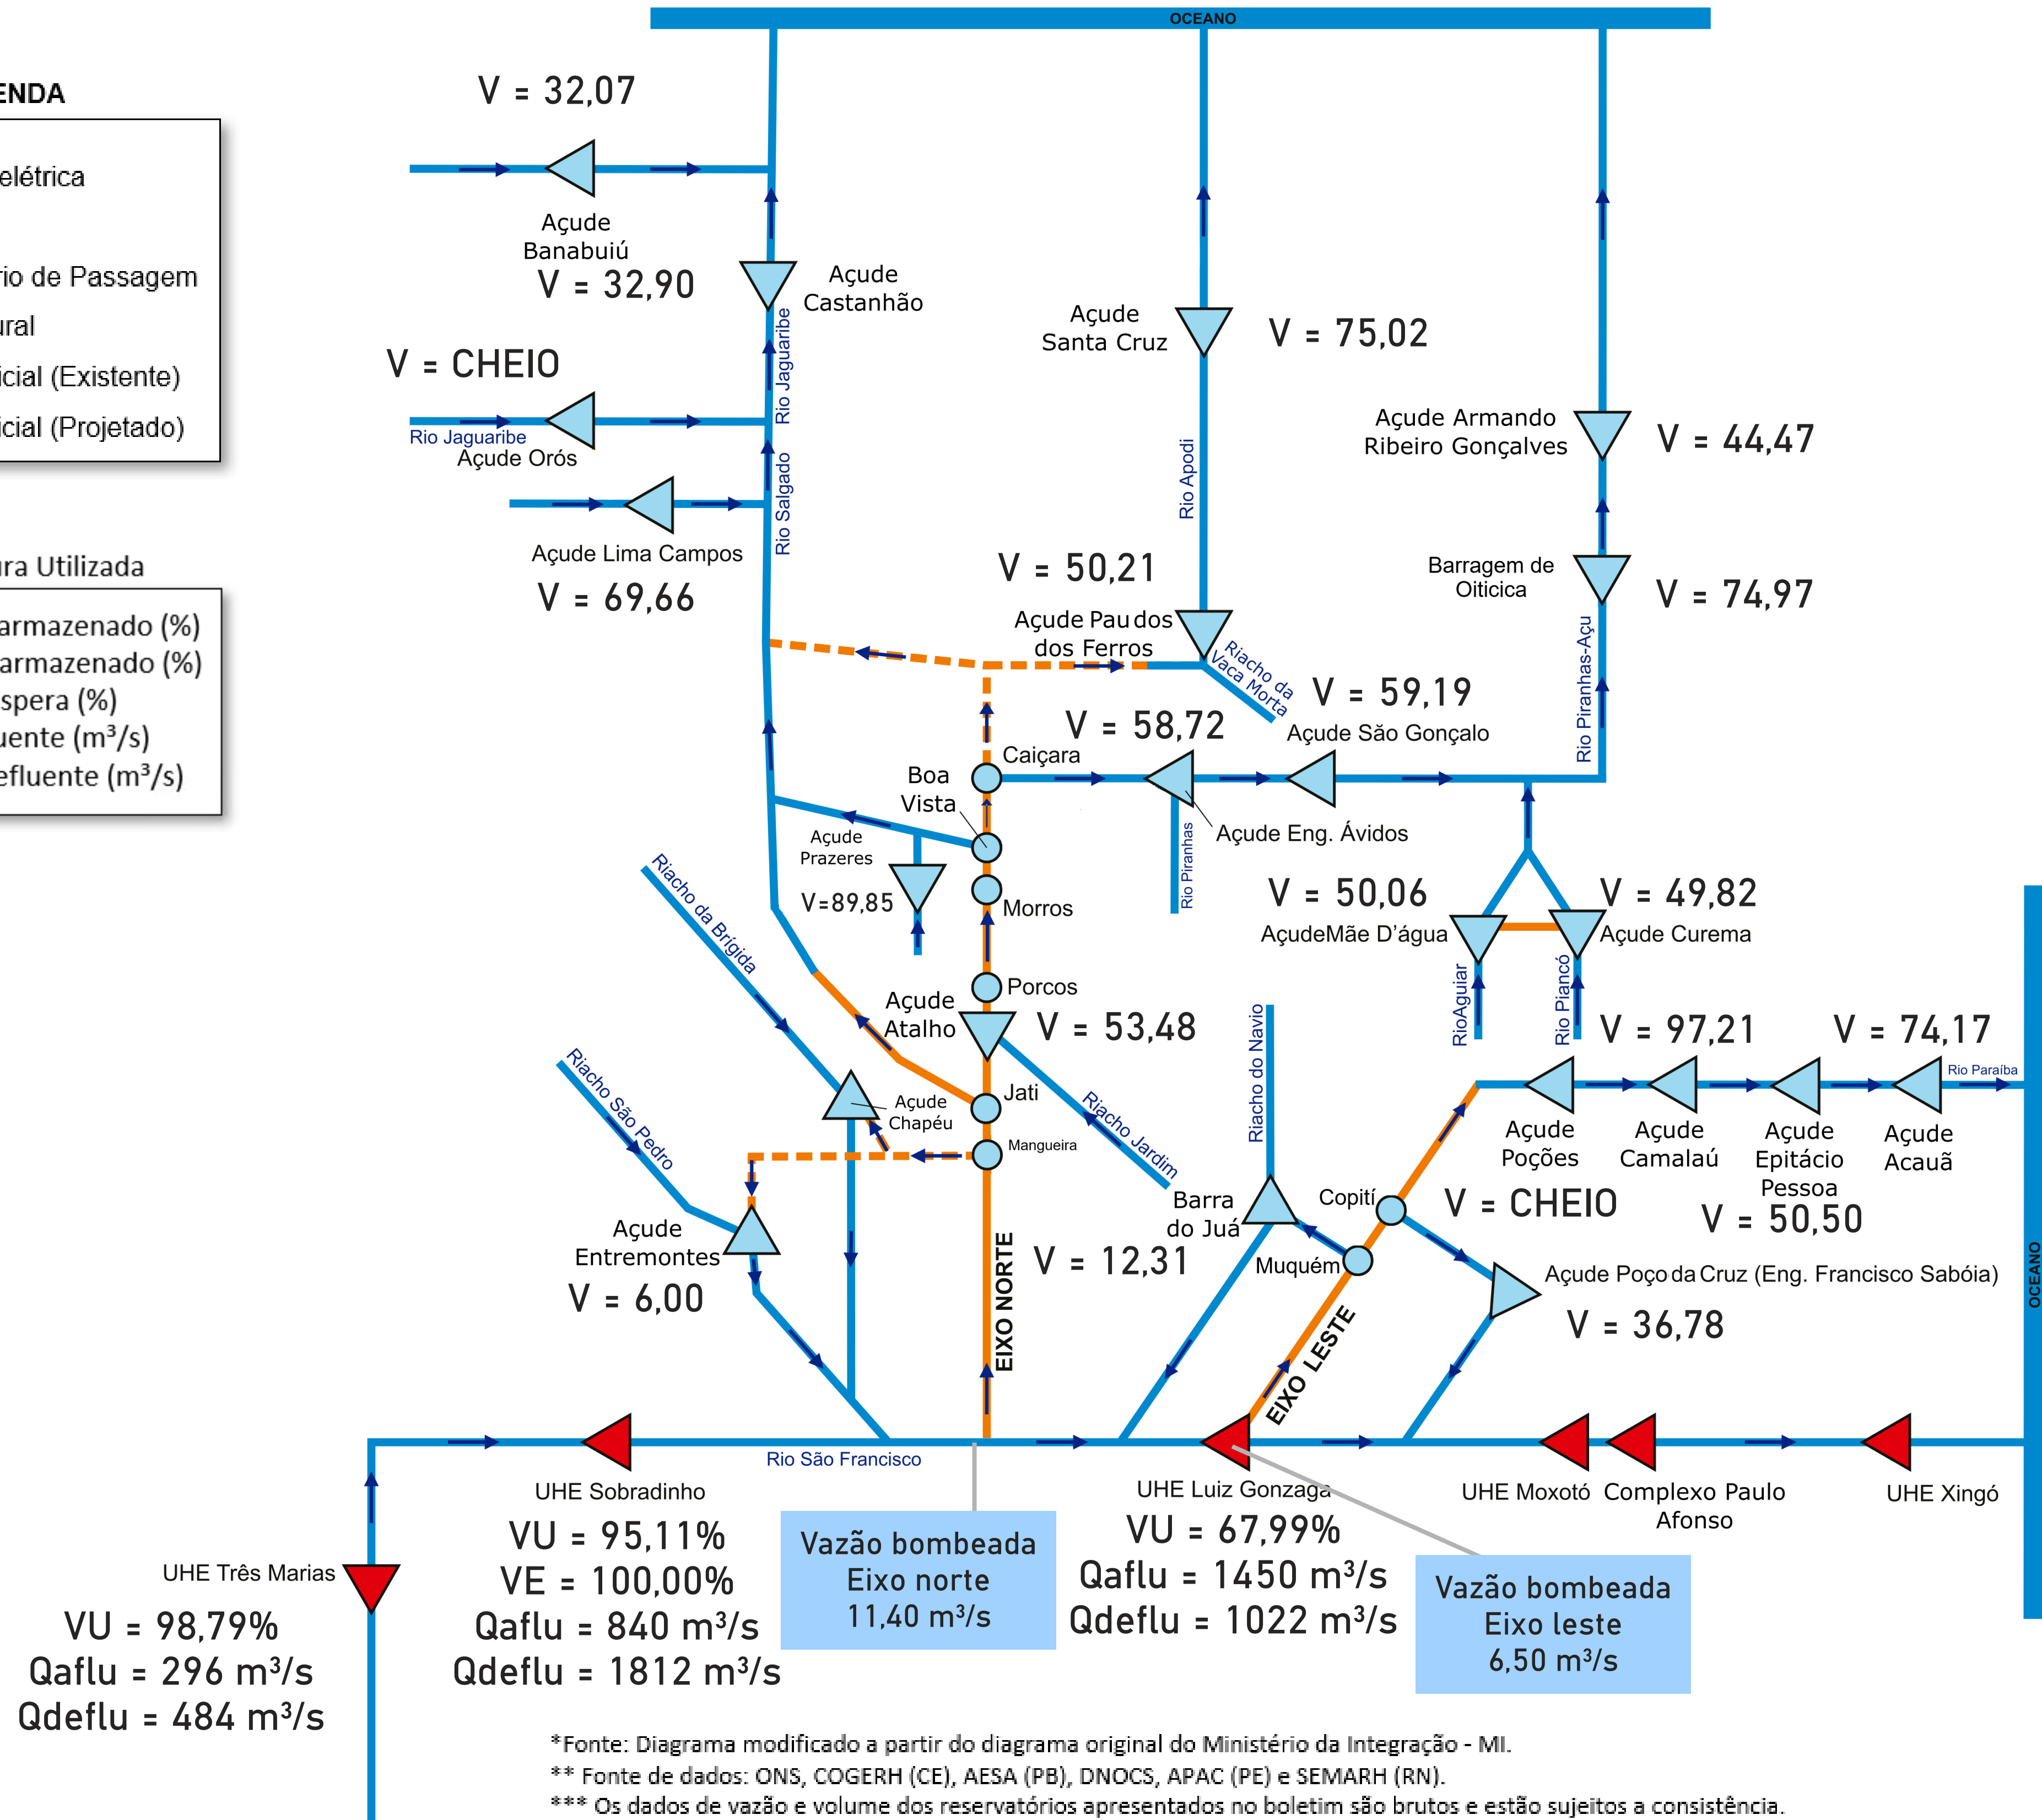 OCEANO
V = 32,07
ENDA
elétrica
rio de Passagem
ural
icial (Existente)
icial (Projetado)
Açude
Banabuiú
V = 32,90
Açude
Castanhão
Rio Jaguaribe
V = CHEIO
Rio Jaguaribe
Açude Orós
Rio Salgado
Açude Lima Campos
V = 69,66
ura Utilizada
armazenado (%)
armazenado (%)
spera (%)
uente (m³/s)
efluente (m³/s)
Açude
Santa Cruz
V = 75,02
Rio Apodi
Açude Armando
Ribeiro Gonçalves
V = 44,47
V = 50,21
Açude Pau dos
dos Ferros
Riacho da
Vaca Morta
Barragem de
Oiticica
V = 74,97
Rio Piranhas-Açu
V = 59,19
Açude São Gonçalo
V = 58,72
Caiçara
Boa
Vista
Açude Eng. Ávidos
Rio Piranhas
Açude
Prazeres
V=89,85
Morros
Riacho da Brígida
V = 50,06
AçudeMãe D'água
V = 49,82
Açude Curema
RioAguiar
Rio Piancó
Porcos
Açude
Atalho
V = 53,48
Riacho São Pedro
Jati
Açude
Chapéu
Mangueira
Riacho Jardim
Riacho do Navio
V = 97,21
V = 74,17
Rio Paraíba
Açude
Poções
Açude
Camalaú
Açude
Epitácio
Pessoa
Açude
Acauã
V = CHEIO
V = 50,50
Copití
Barra
do Juá
V = 12,31
Muquém
Açude
Entremontes
V = 6,00
EIXO NORTE
EIXO LESTE
Açude Poço da Cruz (Eng. Francisco Sabóia)
V = 36,78
OCEANO
Rio São Francisco
UHE Sobradinho
VU = 95,11%
VE = 100,00%
Qaflu = 840 m³/s
Qdeflu = 1812 m³/s
Vazão bombeada
Eixo norte
11,40 m³/s
UHE Luiz Gonzaga
VU = 67,99%
Qaflu = 1450 m³/s
Qdeflu = 1022 m³/s
UHE Moxotó
Complexo Paulo
Afonso
UHE Xingó
Vazão bombeada
Eixo leste
6,50 m³/s
UHE Três Marias
VU = 98,79%
Qaflu = 296 m³/s
Qdeflu = 484 m³/s
*Fonte: Diagrama modificado a partir do diagrama original do Ministério da Integração - MI.
** Fonte de dados: ONS, COGERH (CE), AESA (PB), DNOCS, APAC (PE) e SEMARH (RN).
*** Os dados de vazão e volume dos reservatórios apresentados no boletim são brutos e estão sujeitos a consistência.